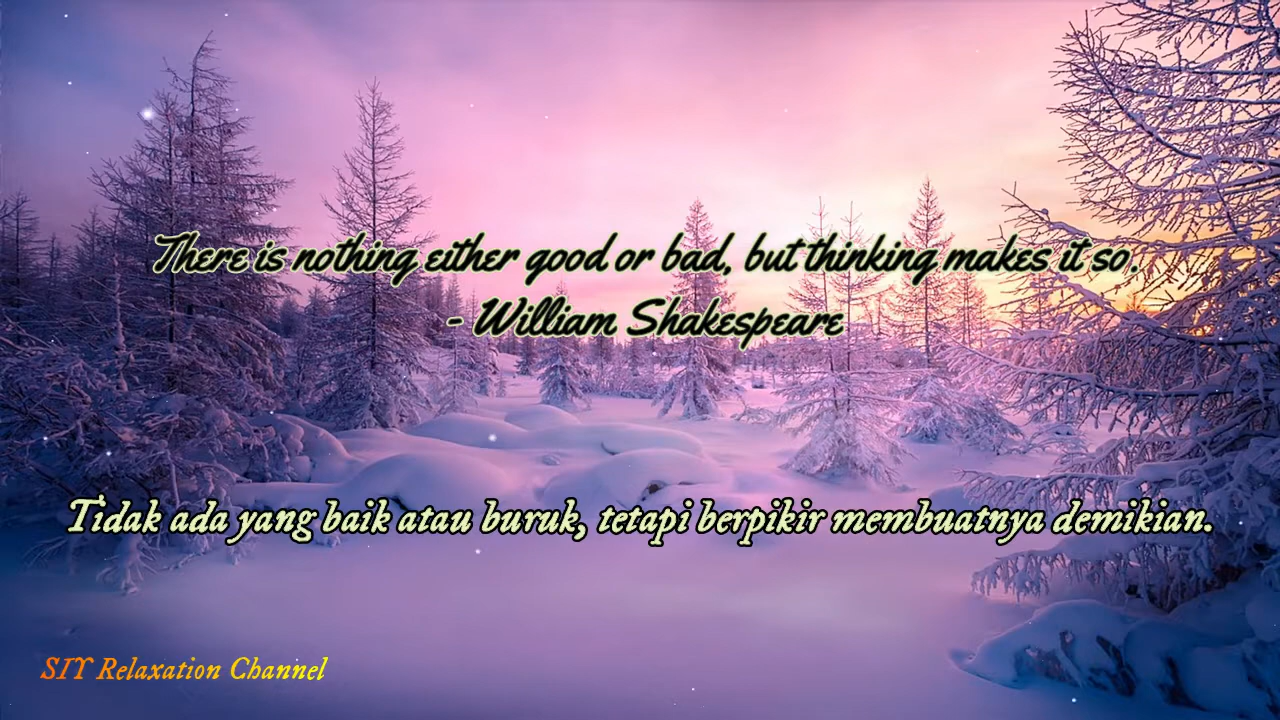 There is nothing either good or bad, but thinking makes it so.
- William Shakespeare
Tidak ada yang baik atau buruk, tetapi berpikir membuatnya demikian.
SIY Relaxation Channel